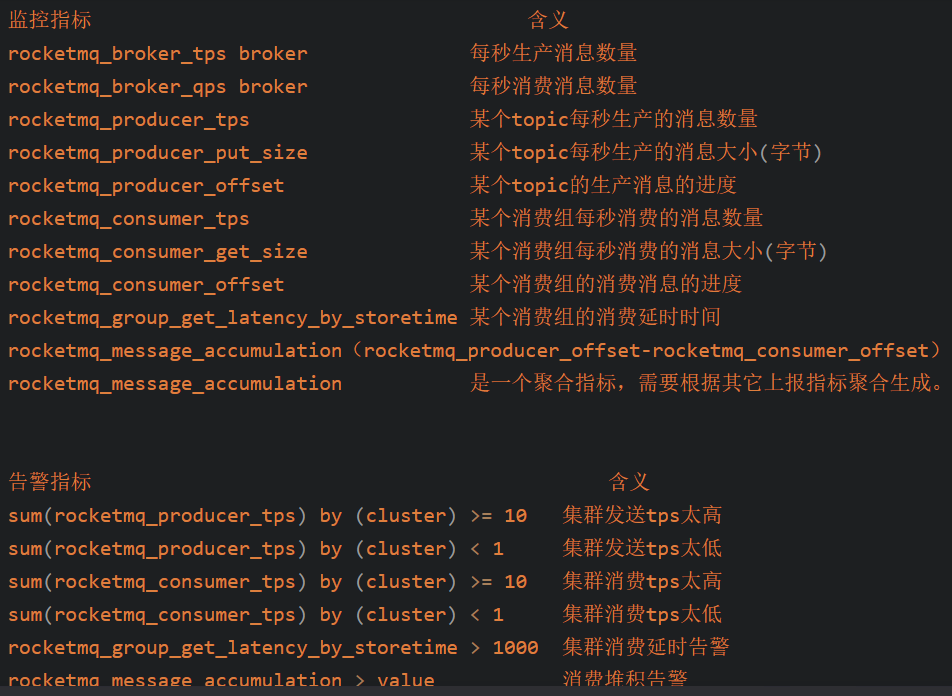 监控指标 含义
rocketmq_broker_tps broker 每秒生产消息数量
rocketmq_broker_qps broker 每秒消费消息数量
rocketmq_producer_tps 某个topic每秒生产的消息数量
rocketmq_producer_put_size 某个topic每秒生产的消息大小(字节)
rocketmq_producer_offset 某个topic的生产消息的进度
rocketmq_consumer_tps 某个消费组每秒消费的消息数量
rocketmq_consumer_get_size 某个消费组每秒消费的消息大小(字节)
rocketmq_consumer_offset 某个消费组的消费消息的进度
rocketmq_group_get_latency_by_storetime 某个消费组的消费延时时间
rocketmq_message_accumulation（rocketmq_producer_offset-rocketmq_consumer_offset）
rocketmq_message_accumulation 是一个聚合指标，需要根据其它上报指标聚合生成。
告警指标 含义
sum(rocketmq_producer_tps) by (cluster) >= 10 集群发送tps太高
sum(rocketmq_producer_tps) by (cluster) < 1 集群发送tps太低
sum(rocketmq_consumer_tps) by (cluster) >= 10 集群消费tps太高
sum(rocketmq_consumer_tps) by (cluster) < 1 集群消费tps太低
rocketmq_group_get_latency_by_storetime > 1000 集群消费延时告警
rocketmq_message_accumulation > value 消费堆积告警